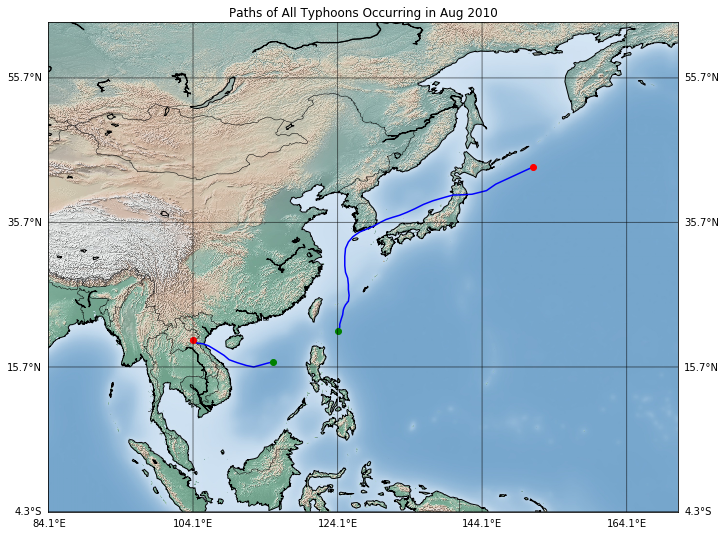 Paths of All Typhoons Occurring in Aug 2010
55.7°N 55.7°N
35.7°N 35.7°N
15.7°N 15.7°N
4.3°S 4.3°S
84.1°E 104.1°E 124.1°E 144.1°E 164.1°E